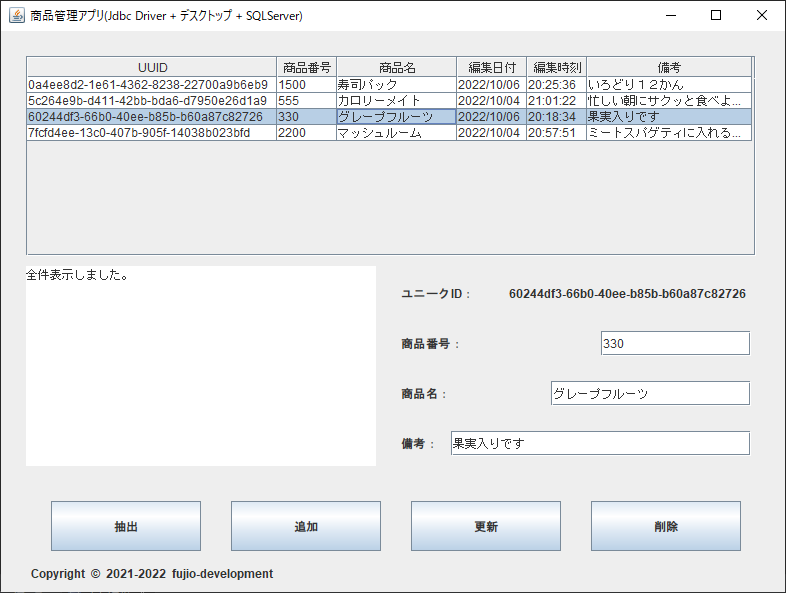 商品管理アプリ(Jdbc Driver + デスクトップ + SQLServer)
UUID 商品番号 商品名 編集日付 編集時刻 備考
0a4ee8d2-1e61-4362-8238-22700a9b6eb9 1500 寿司パック 2022/10/06 20:25:36 いろどり１２かん
5c264e9b-d411-42bb-bda6-d7950e26d1a9 555 カロリーメイト 2022/10/04 21:01:22 忙しい朝にサクッと食べよ...
60244df3-66b0-40ee-b85b-b60a87c82726 330 グレープフルーツ 2022/10/06 20:18:34 果実入りです
7fcfd4ee-13c0-407b-905f-14038b023bfd 2200 マッシュルーム 2022/10/04 20:57:51 ミートスパゲティに入れる...
全件表示しました。
ユニークID : 60244df3-66b0-40ee-b85b-b60a87c82726
商品番号 : 330
商品名 : グレープフルーツ
備考 : 果実入りです
抽出 追加 更新 削除
Copyright © 2021-2022 fujio-development